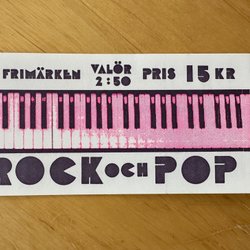 FRIMÄRKEN VALÖR 2:50 PRIS 15 KR
ROCK OCH POP